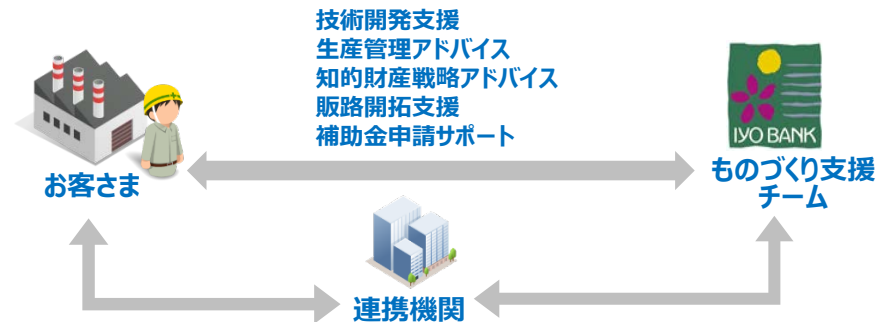 技術開発支援
生産管理アドバイス
知的財産戦略アドバイス
販路開拓支援
補助金申請サポート
IYO BANK
お客さま
ものづくり支援
チーム
連携機関